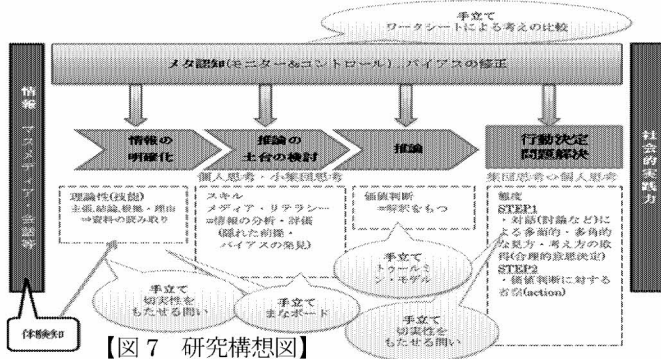 手立て
ワークシートによる考えの比較
メタ認知(モニター&コントロール)…バイアスの修正
情報
マスメディア・
社会的実践力
情報の
明確化
推論の
土台の検討
推論
行動決定
問題解決
個人思考・小集団思考
集団思考⇔個人思考
理論性(技能)
主張,結論,根拠・理由
⇒資料の読み取り
スキル
メディア・リテラシー
=情報の分析・評価
(隠れた前提・
バイアスの発見)
価値判断
=解釈をもつ
態度
STEP1
・対話(討論など)に
よる多面的・多角的
な見方・考え方の取
得(合理的意思決定)
STEP2
・価値判断に対する
(action)
手立て
切実性を
もたせる問い
手立て
まなボード
手立て
トゥールミ
ン・モデル
手立て
切実性を
もたせる問い
【図7 研究構想図】